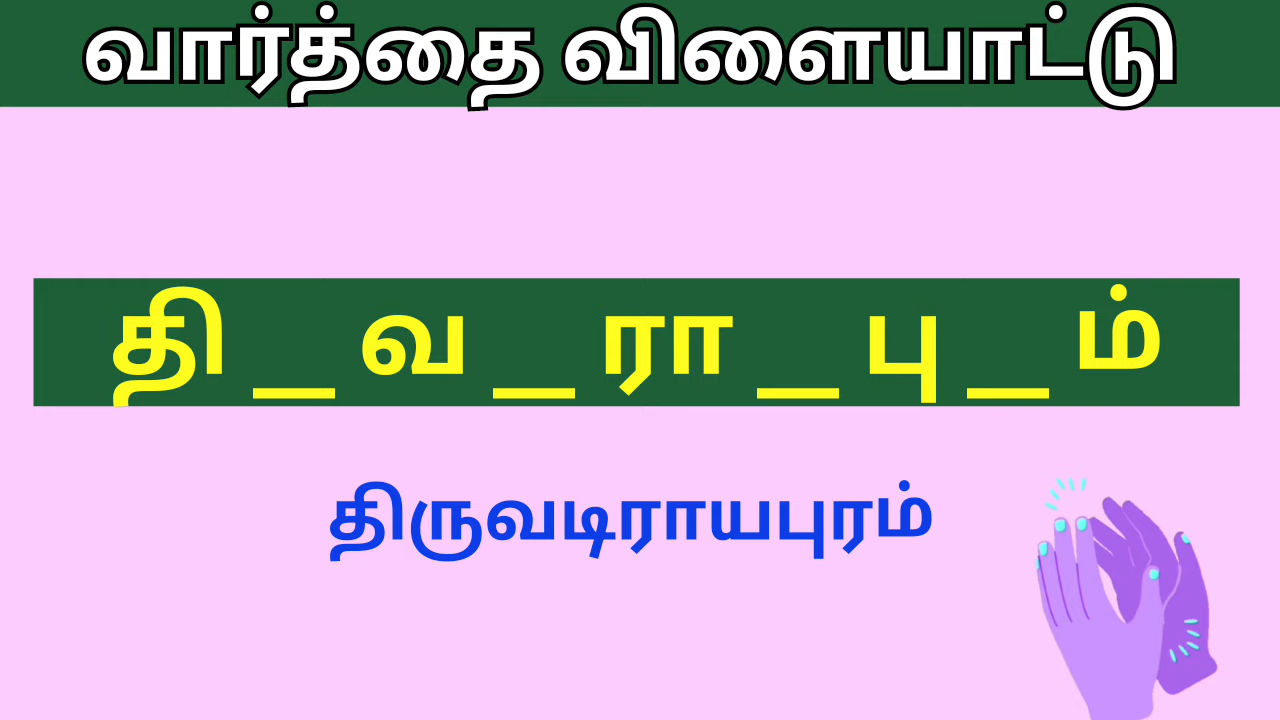 வார்த்தை விளையாட்டு
தி _ வ _ ரா _ பு _ ம்
திருவடிராயபுரம்